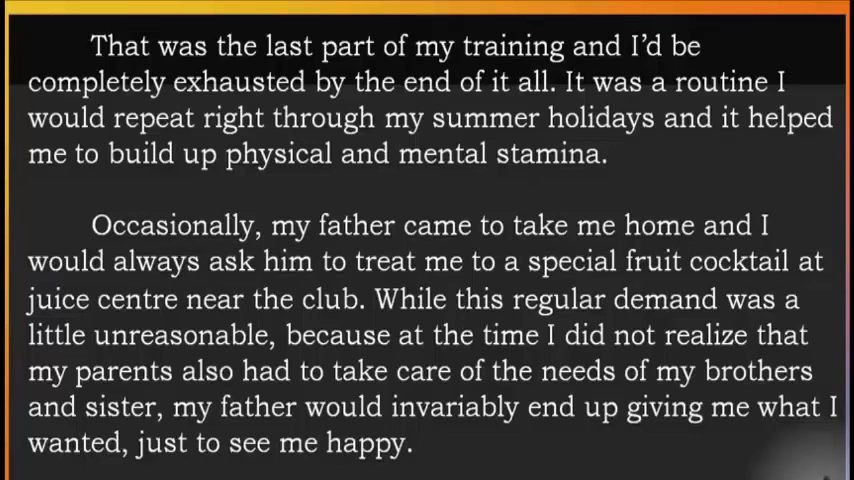 That was the last part of my training and I'd be
completely exhausted by the end of it all. It was a routine I
would repeat right through my summer holidays and it helped
me to build up physical and mental stamina.
Occasionally, my father came to take me home and I
would always ask him to treat me to a special fruit cocktail at
juice centre near the club. While this regular demand was a
little unreasonable, because at the time I did not realize that
my parents also had to take care of the needs of my brothers
and sister, my father would invariably end up giving me what I
wanted, just to see me happy.